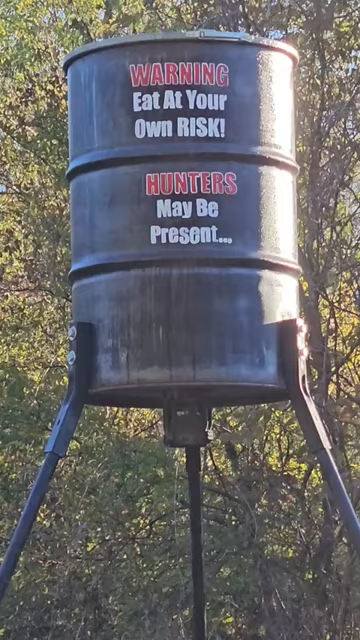 WARNING
Eat At Your
Own RISK!
HUNTERS
May Be
Present...